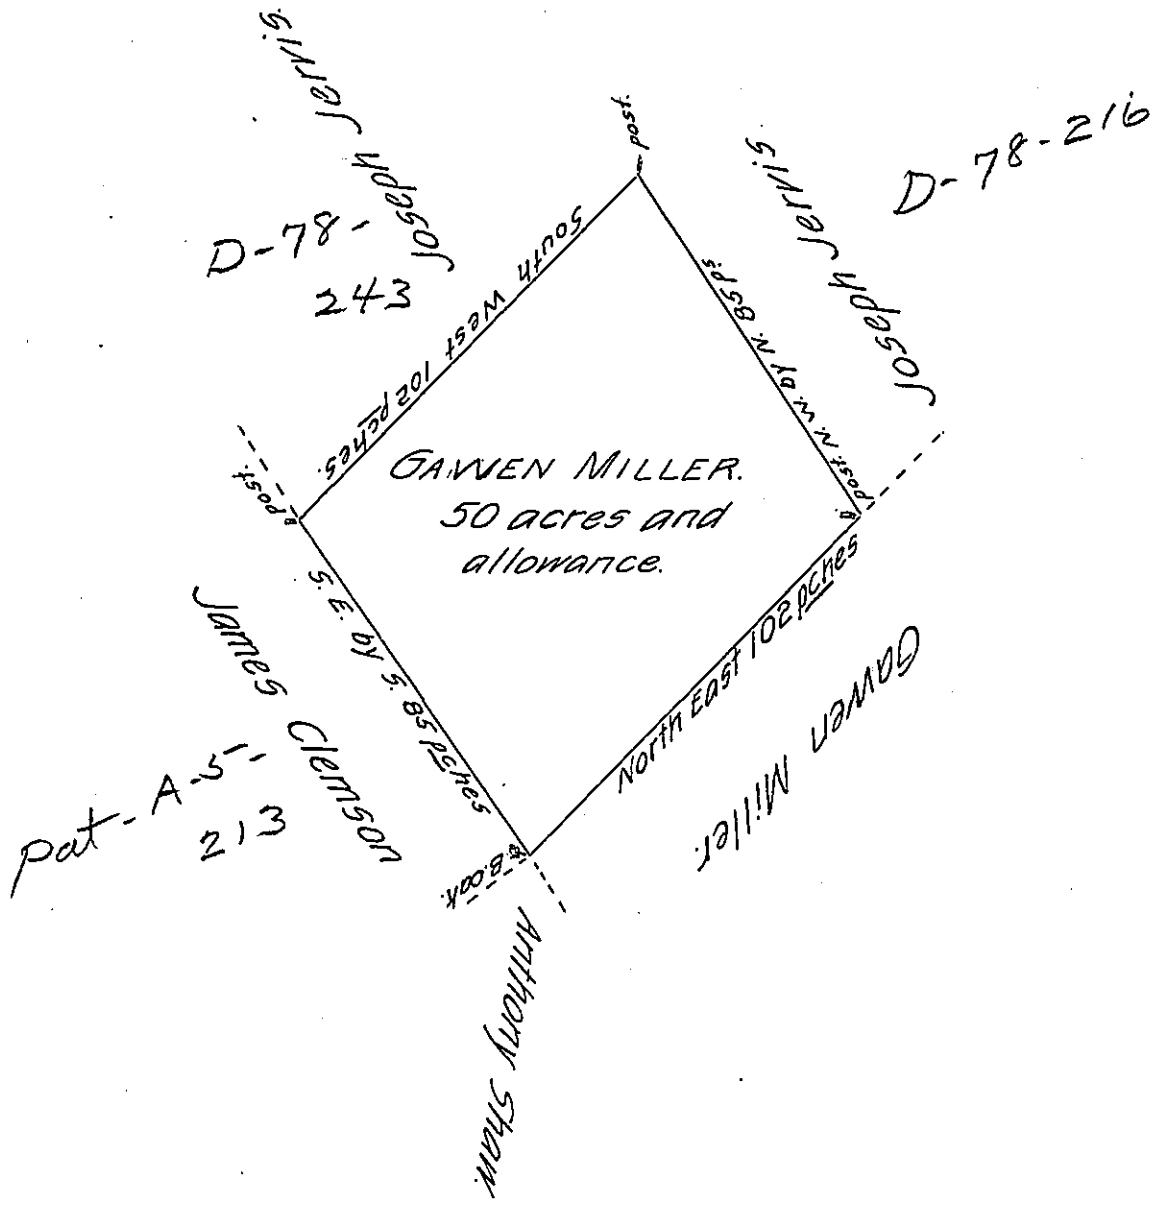 Joseph Jervis.
D-78-
243
post.
Joseph Jervis
D-78-216
South West 102 pches.
N. W. by N. 85 ps.
post.
post
GAWEN MILLER.
50 acres and
allowance.
S. E. by S. 85 pches
North East 102 pches
James Clemson
pat-A-5-
213
Gawen Miller.
B. oak.
Anthony Shaw